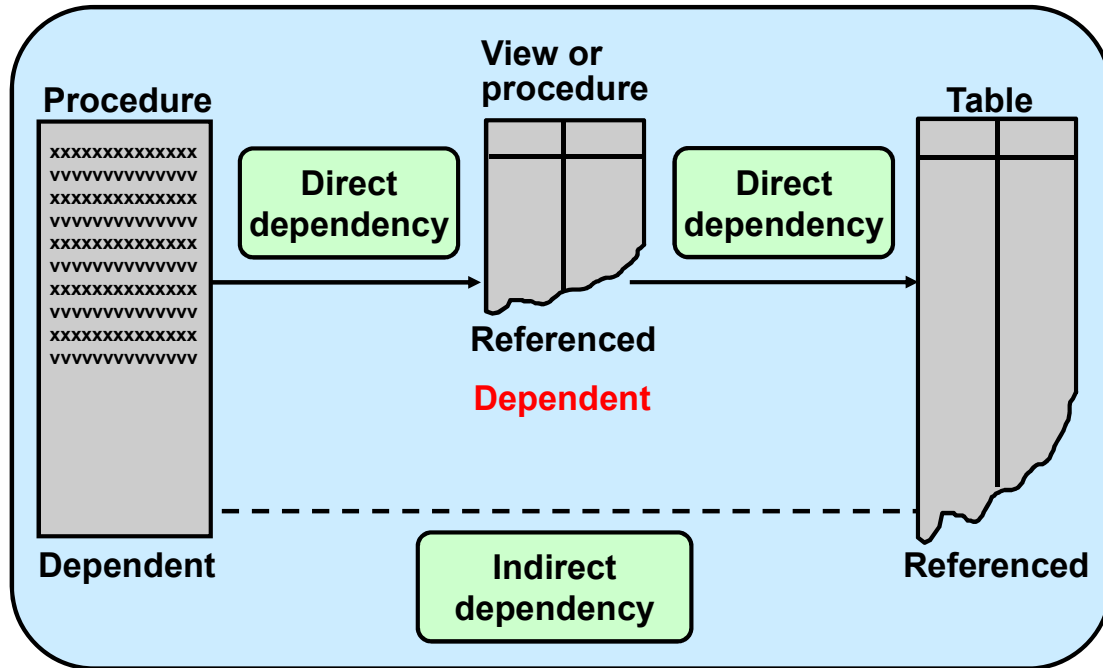 View or
procedure
Procedure
Table
xxxxxxxxxxxxxx
vvvvvvvvvvvvvv
xxxxxxxxxxxxxx
vvvvvvvvvvvvvv
xxxxxxxxxxxxxx
vvvvvvvvvvvvvv
xxxxxxxxxxxxxx
vvvvvvvvvvvvvv
xxxxxxxxxxxxxx
vvvvvvvvvvvvvv
Direct
dependency
Direct
dependency
Referenced
Dependent
Dependent
Indirect
dependency
Referenced